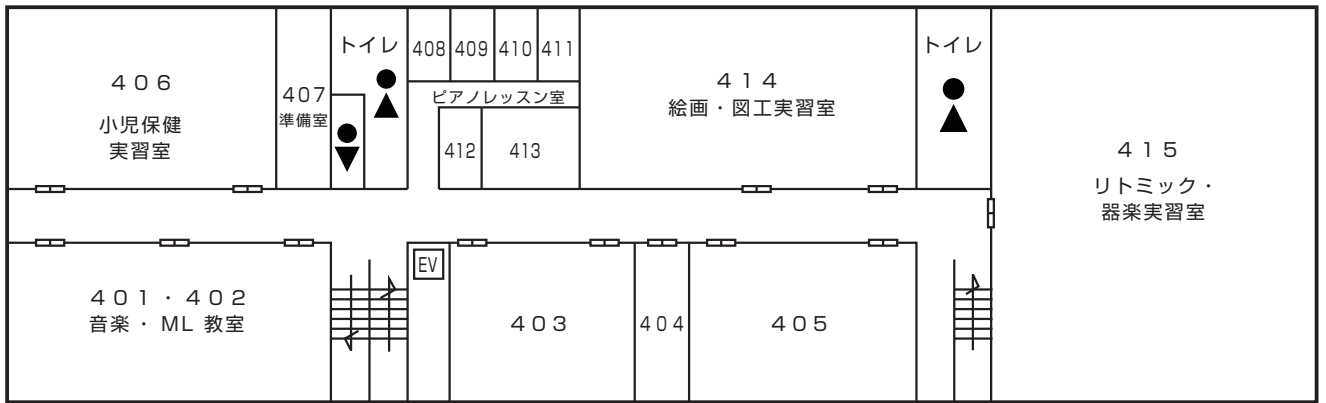 ４０６
小児保健
実習室
４０７
準備室
トイレ
408
409
410
411
ピアノレッスン室
412
413
４１４
絵画・図工実習室
トイレ
４１５
リトミック・
器楽実習室
４０１・４０２
音楽・ML 教室
EV
４０３
４０４
４０５